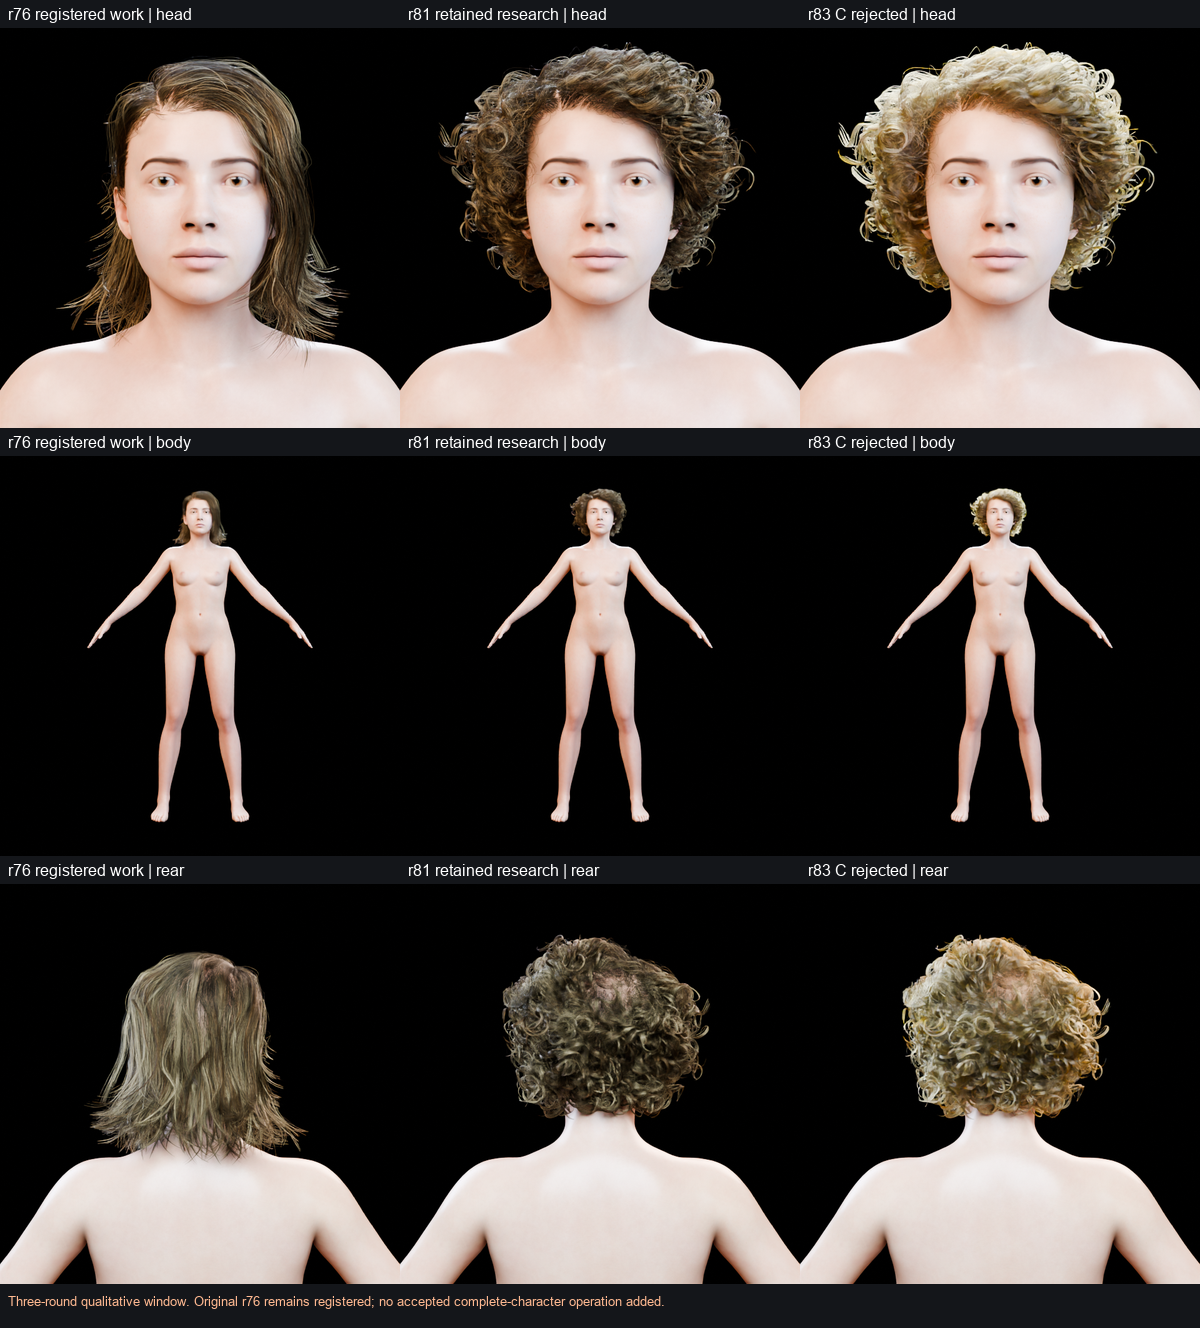 r76 registered work | head
r81 retained research | head
r83 C rejected | head
r76 registered work | body
r81 retained research | body
r83 C rejected | body
r76 registered work | rear
r81 retained research | rear
r83 C rejected | rear
Three-round qualitative window. Original r76 remains registered; no accepted complete-character operation added.